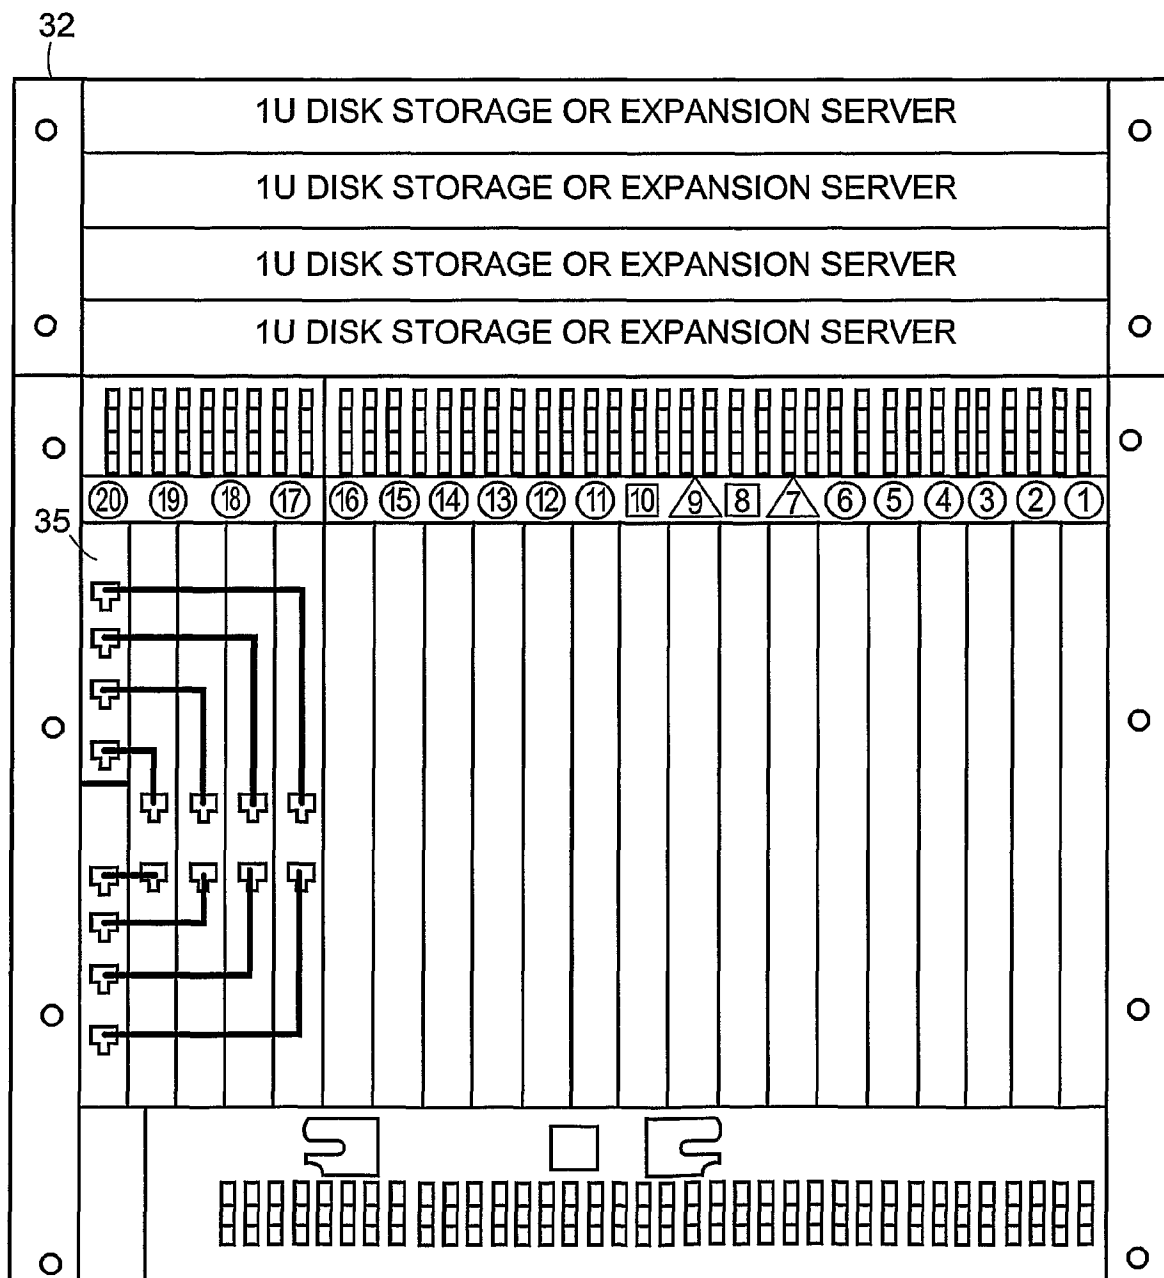 32
1U DISK STORAGE OR EXPANSION SERVER
1U DISK STORAGE OR EXPANSION SERVER
1U DISK STORAGE OR EXPANSION SERVER
1U DISK STORAGE OR EXPANSION SERVER
20 19 18 17 16 15 14 13 12 11 10 9 8 7 6 5 4 3 2 1
35